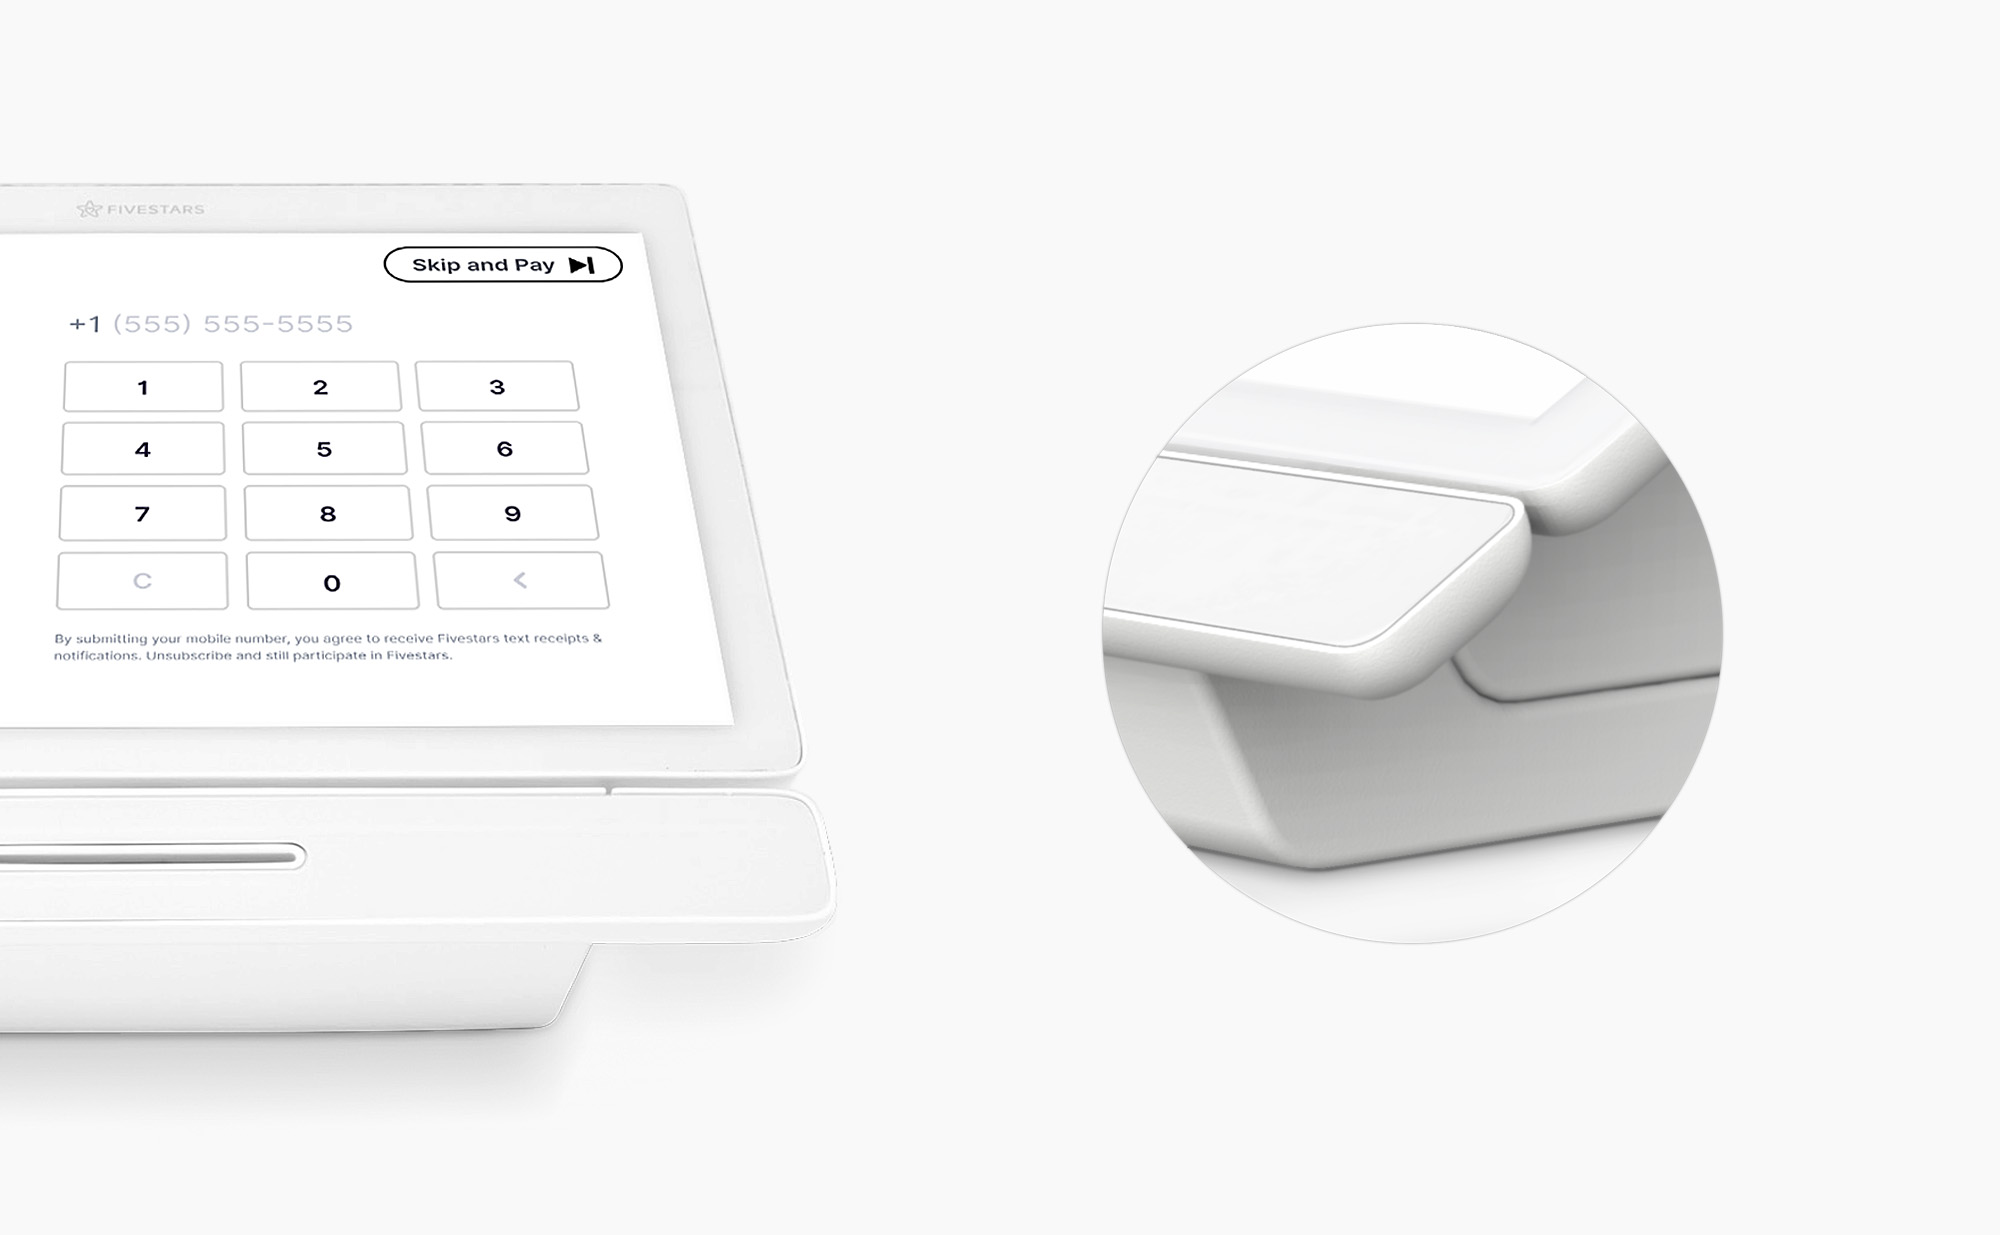 FIVESTARS
Skip and Pay
+1 (555) 555-5555
1 2 3
4 5 6
7 8 9
C 0 <
By submitting your mobile number, you agree to receive Fivestars text receipts &
notifications. Unsubscribe and still participate in Fivestars.